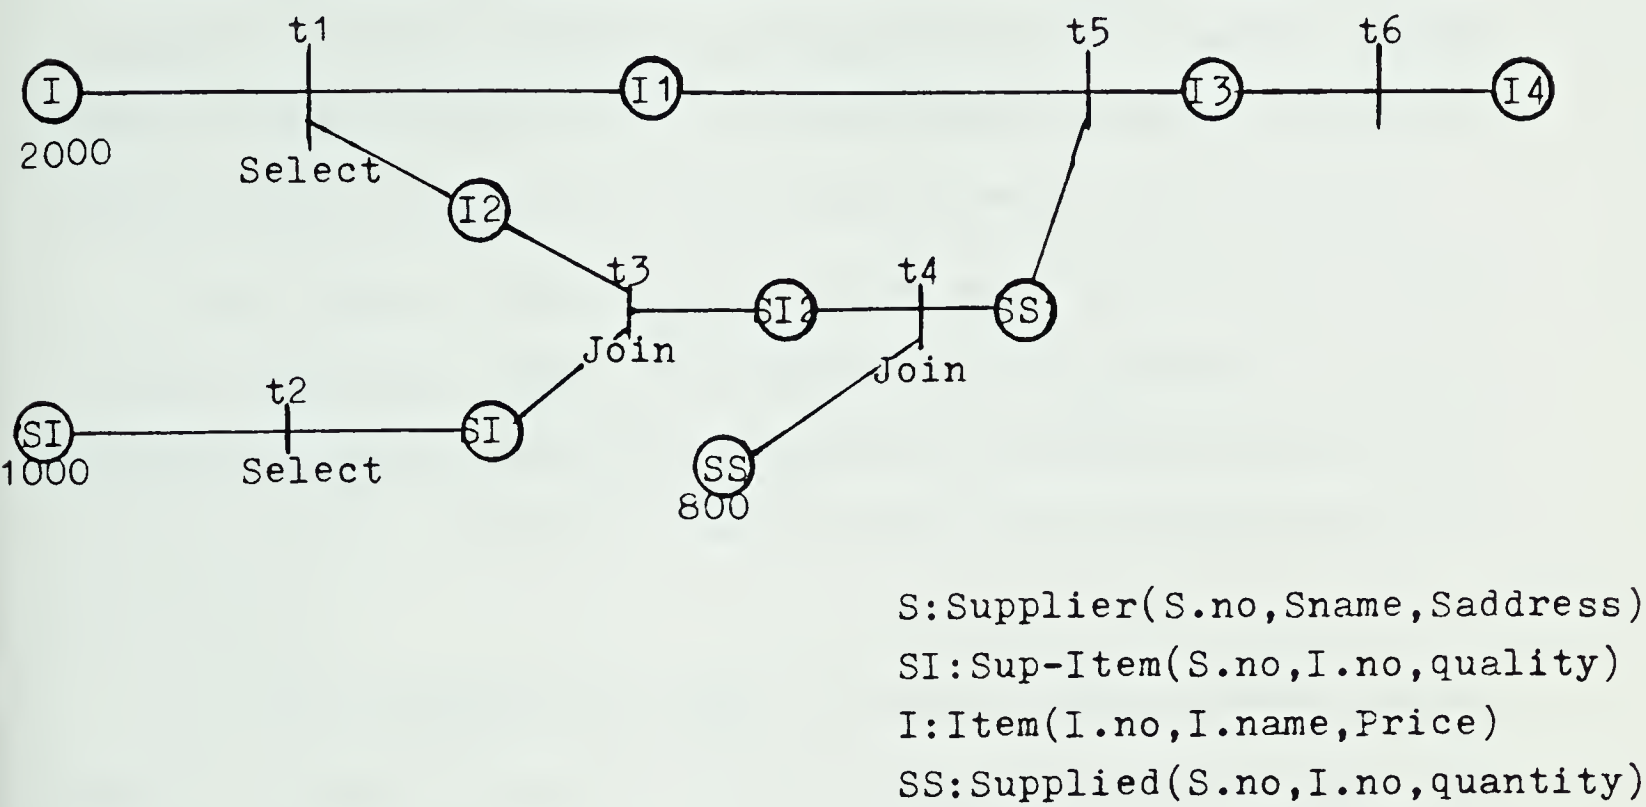 t1
t5
t6
I
I1
I3
I4
2000
Select
I2
t3
t4
SI2
SS
Join
Join
t2
SI
SI
1000
Select
SS
800
S:Supplier(S.no,Sname,Saddress)
SI:Sup-Item(S.no,I.no,quality)
I:Item(I.no,I.name,Price)
SS:Supplied(S.no,I.no,quantity)